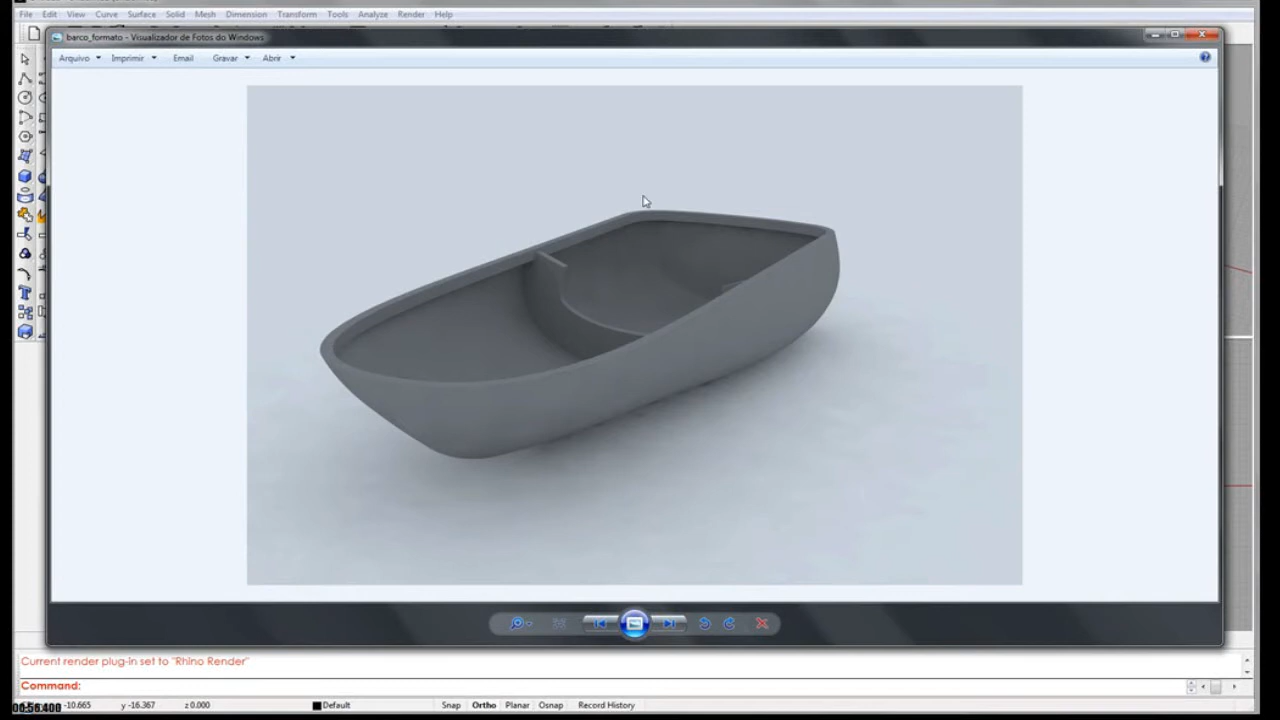 File Edit View Curve Surface Solid Mesh Dimension Transform Tools Analyze Render Help
barco_formato - Visualizador de Fotos do Windows
Arquivo Imprimir Email Gravar Abrir
Current render plug-in set to "Rhino Render"
Command:
00:56.400 -10.665 y -16.367 z 0.000 Default Snap Ortho Planar Osnap Record History